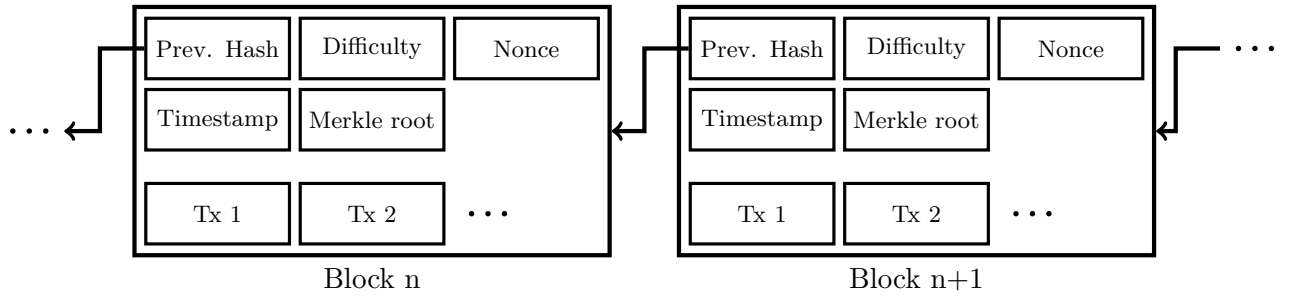 Prev. Hash Difficulty Nonce Prev. Hash Difficulty Nonce
Timestamp Merkle root Timestamp Merkle root
Tx 1 Tx 2 ... Tx 1 Tx 2 ...
Block n Block n+1